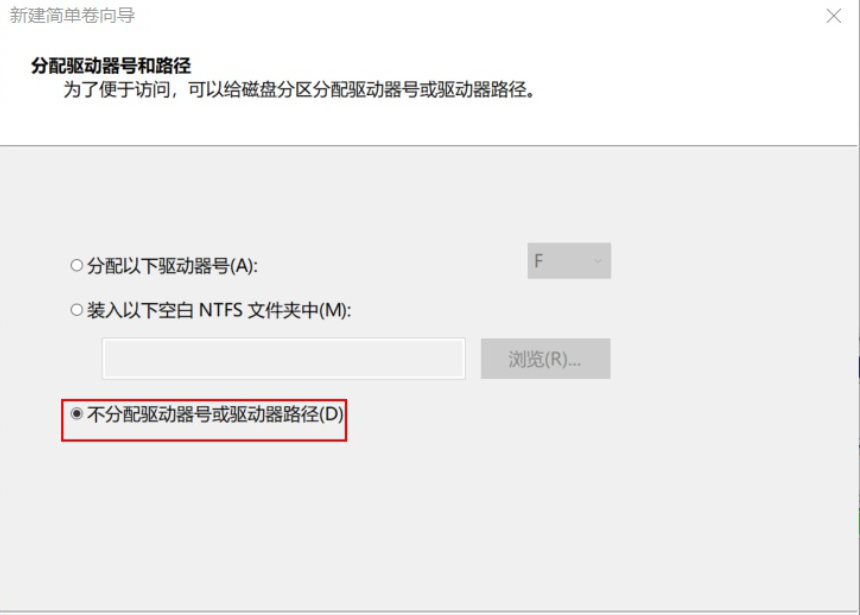 新建简单卷向导
分配驱动器号和路径
为了便于访问，可以给磁盘分区分配驱动器号或驱动器路径。
分配以下驱动器号(A):
F
装入以下空白 NTFS 文件夹中(M):
浏览(R)...
不分配驱动器号或驱动器路径(D)